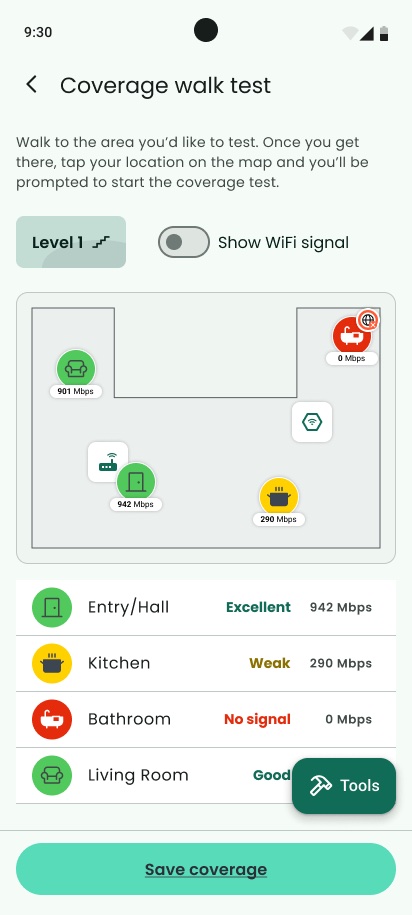 9:30
Coverage walk test
Walk to the area you’d like to test. Once you get
there, tap your location on the map and you’ll be
prompted to start the coverage test.
Level 1
Show WiFi signal
0 Mbps
901 Mbps
942 Mbps
290 Mbps
Entry/Hall Excellent 942 Mbps
Kitchen Weak 290 Mbps
Bathroom No signal 0 Mbps
Living Room Good
Tools
Save coverage